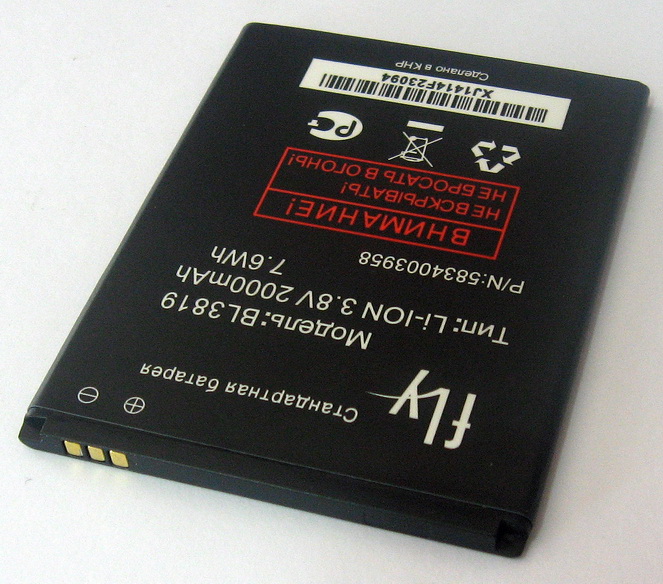 fly
Стандартная батарея
Модель:BL3819
Тип: Li-ION 3.8V 2000mAh
7.6Wh
P/N:5834003958
ВНИМАНИЕ!
НЕ ВСКРЫВАТЬ!
НЕ БРОСАТЬ В ОГОНЬ!
XJ1414F23094
Сделано в КНР